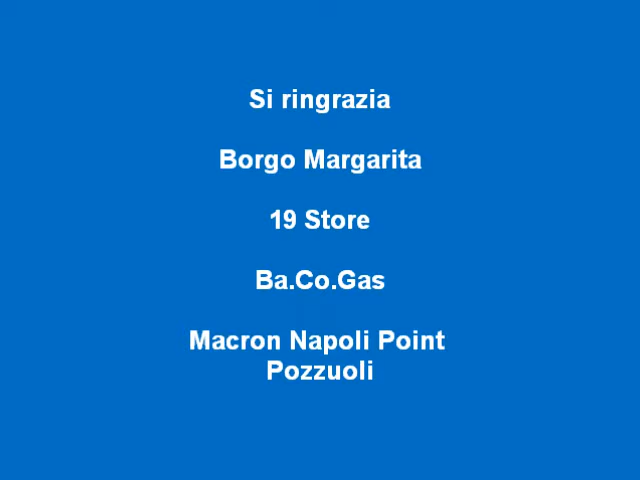 Si ringrazia
Borgo Margarita
19 Store
Ba.Co.Gas
Macron Napoli Point
Pozzuoli